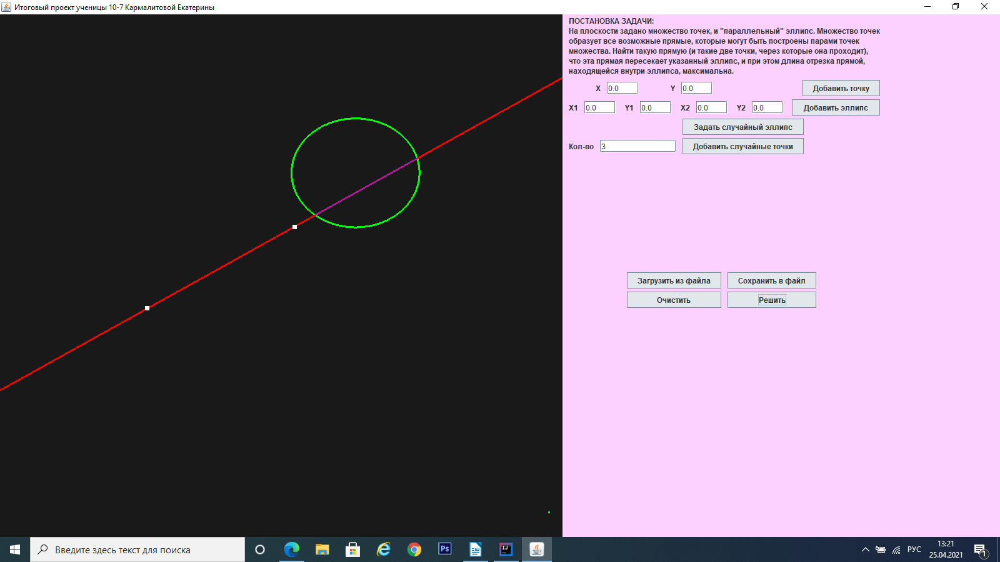 Итоговый проект ученицы 10-7 Кармалитовой Екатерины
ПОСТАНОВКА ЗАДАЧИ:
На плоскости задано множество точек, и "параллельный" эллипс. Множество точек
образует все возможные прямые, которые могут быть построены парами точек
множества. Найти такую прямую (и такие две точки, через которые она проходит),
что эта прямая пересекает указанный эллипс, и при этом длина отрезка прямой,
находящейся внутри эллипса, максимальна.
X 0.0 Y 0.0 Добавить точку
X1 0.0 Y1 0.0 X2 0.0 Y2 0.0 Добавить эллипс
Задать случайный эллипс
Кол-во 3 Добавить случайные точки
Загрузить из файла Сохранить в файл
Очистить Решить
Введите здесь текст для поиска
Ps
IJ
РУС
13:21
25.04.2021
1